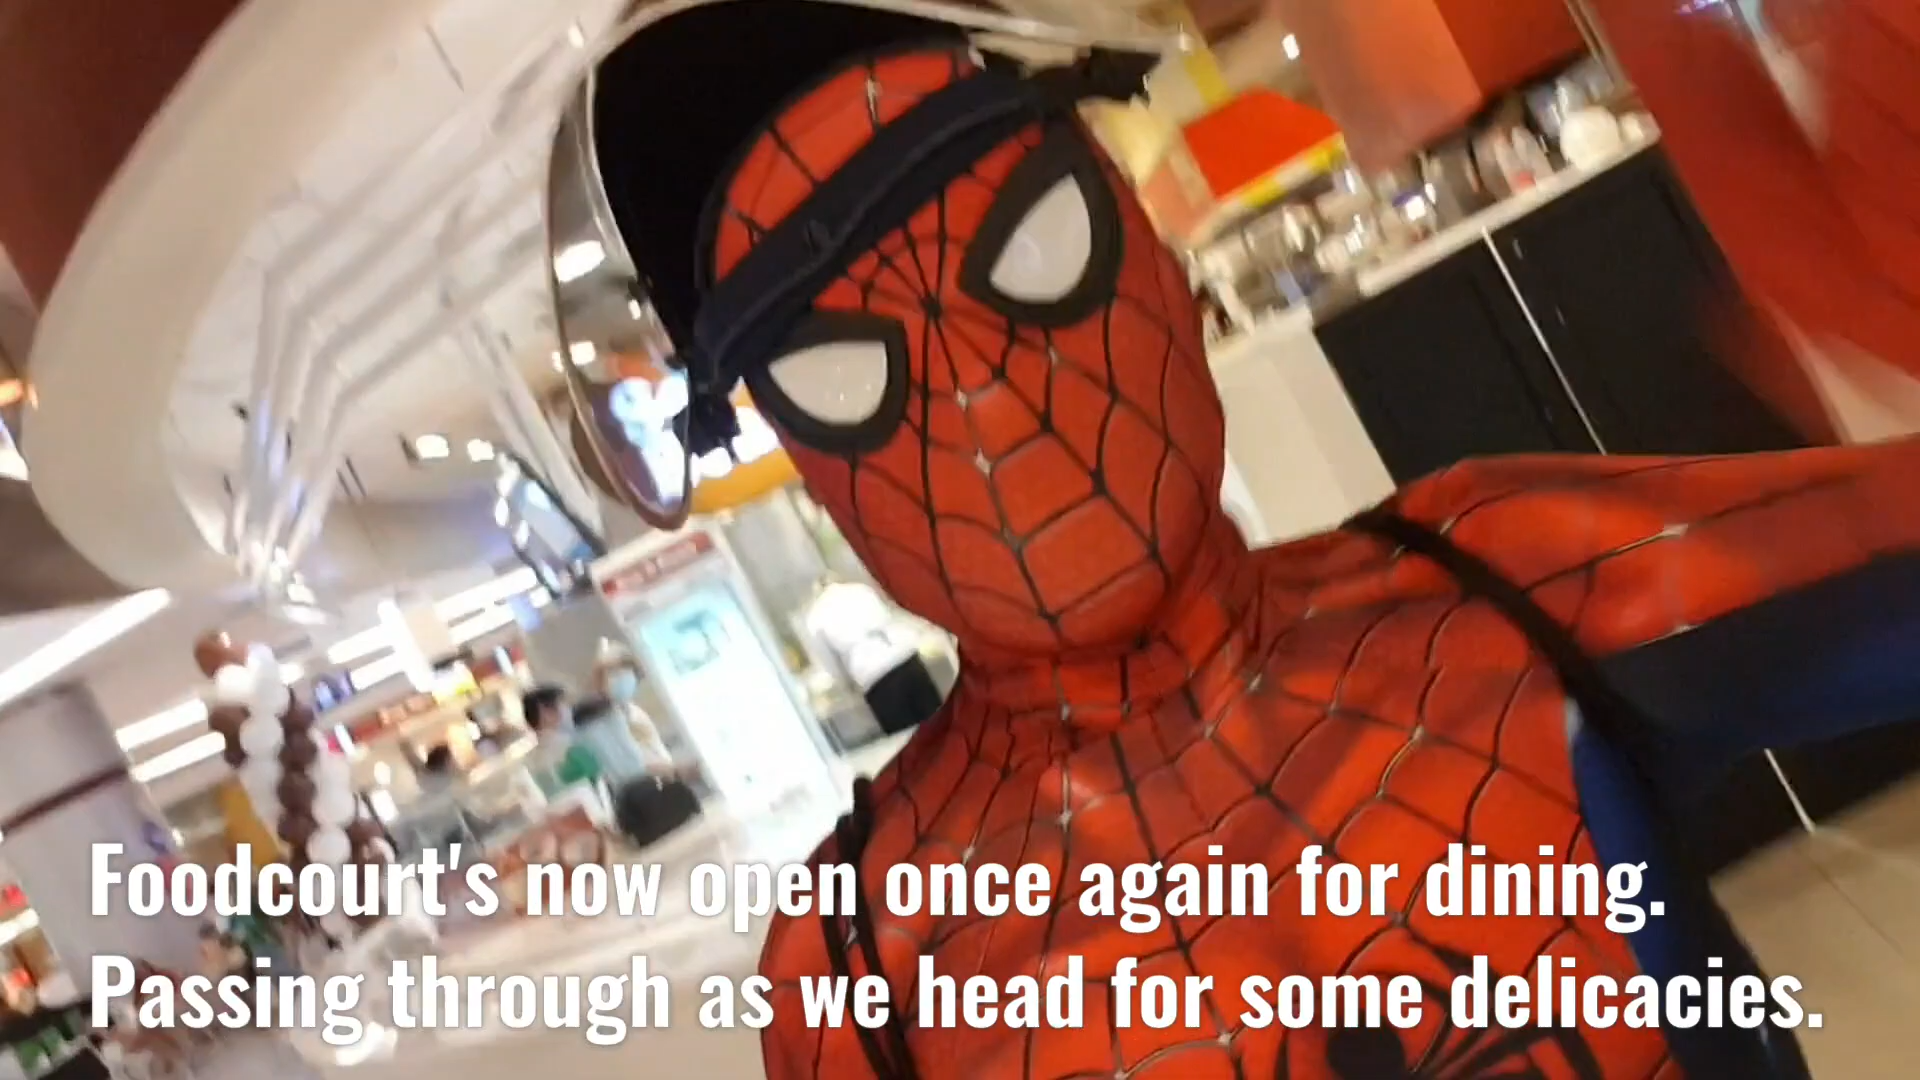 Foodcourt's now open once again for dining.
Passing through as we head for some delicacies.